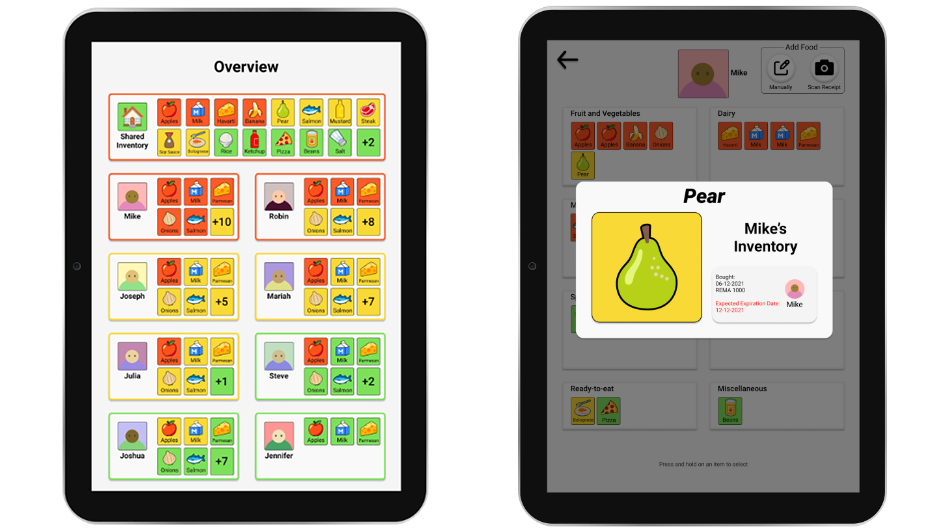 Overview
Shared
Inventory
Apples Milk Havarti Banana Pear Salmon Mustard Steak
Soy Sauce Bolognese Rice Ketchup Pizza Beans Salt +2
Mike
Apples Milk Parmesan
Onions Salmon +10
Robin
Apples Milk Parmesan
Onions Salmon +8
Joseph
Apples Milk Parmesan
Onions Salmon +5
Mariah
Apples Milk Parmesan
Onions Salmon +7
Julia
Apples Milk Parmesan
Onions Salmon +1
Steve
Apples Milk Parmesan
Onions Salmon +2
Joshua
Apples Milk Parmesan
Onions Salmon +7
Jennifer
Apples Milk Parmesan
Mike
Add Food
Manually Scan Receipt
Fruit and Vegetables
Apples Apples Banana Onions
Pear
Dairy
Havarti Milk Milk Parmesan
Pear
Mike's
Inventory
Bought:
06-12-2021
REMA 1000
Expected Expiration Date:
12-12-2021
Mike
Ready-to-eat
Bolognese Pizza
Miscellaneous
Beans
Press and hold on an item to select